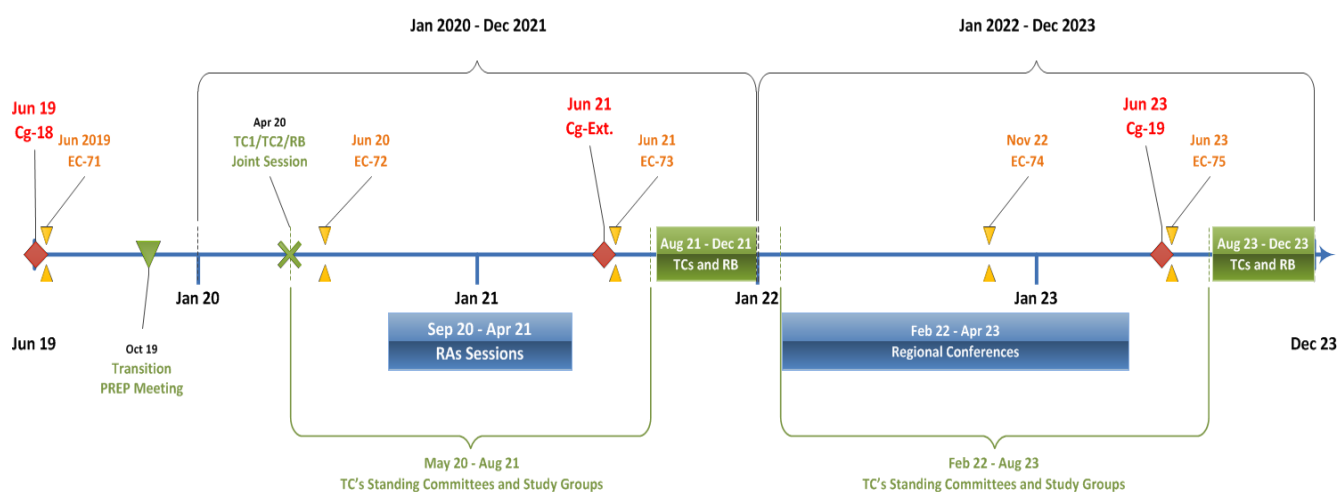 Jan 2020 - Dec 2021
Jan 2022 - Dec 2023
Jun 19
Cg-18
Jun 2019
EC-71
Apr 20
TC1/TC2/RB
Joint Session
Jun 20
EC-72
Jun 21
Cg-Ext.
Jun 21
EC-73
Nov 22
EC-74
Jun 23
Cg-19
Jun 23
EC-75
Aug 21 - Dec 21
TCs and RB
Aug 23 - Dec 23
TCs and RB
Jan 20
Jan 21
Jan 22
Jan 23
Jun 19
Oct 19
Transition
PREP Meeting
Sep 20 - Apr 21
RAs Sessions
Feb 22 - Apr 23
Regional Conferences
Dec 23
May 20 - Aug 21
TC's Standing Committees and Study Groups
Feb 22 - Aug 23
TC's Standing Committees and Study Groups